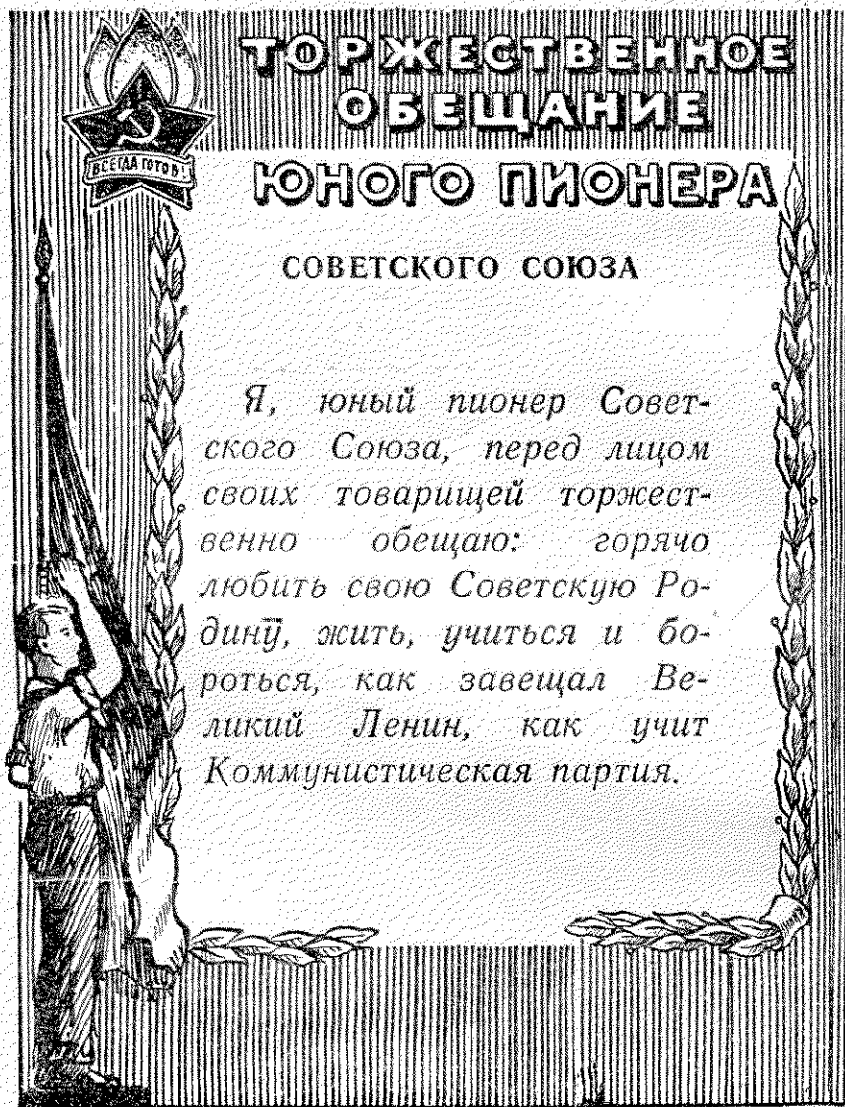 ТОРЖЕСТВЕННОЕ
ОБЕЩАНИЕ
ВСЕГДА ГОТОВ!
ЮНОГО ПИОНЕРА
СОВЕТСКОГО СОЮЗА
Я, юный пионер Совет-
ского Союза, перед лицом
своих товарищей торжест-
венно обещаю: горячо
любить свою Советскую Ро-
дину, жить, учиться и бо-
роться, как завещал Ве-
ликий Ленин, как учит
Коммунистическая партия.